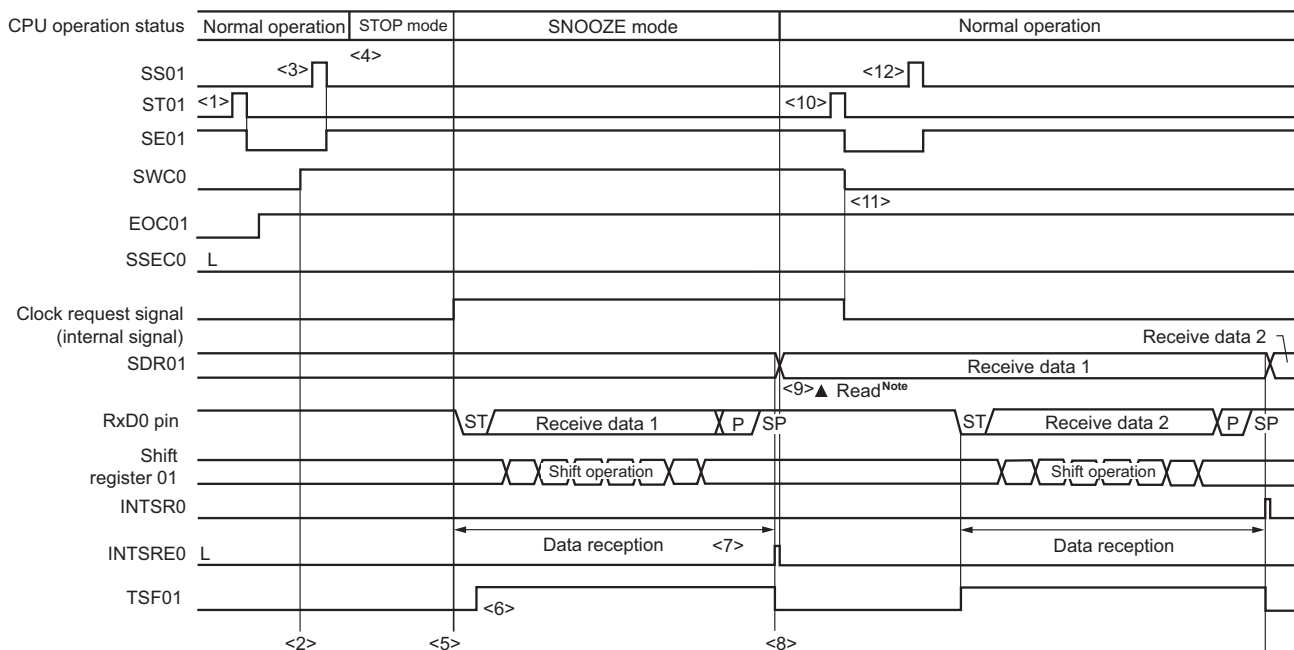 CPU operation status Normal operation STOP mode SNOOZE mode Normal operation
<4>
SS01 <3> <12>
ST01 <1> <10>
SE01
SWC0
<11>
EOC01
SSEC0 L
Clock request signal
(internal signal)
Receive data 2
SDR01 Receive data 1
<9>▲ Read Note
RxD0 pin ST Receive data 1 P SP ST Receive data 2 P SP
Shift
register 01 Shift operation Shift operation
INTSR0
Data reception <7> Data reception
INTSRE0 L
TSF01 <6>
<2> <5> <8>